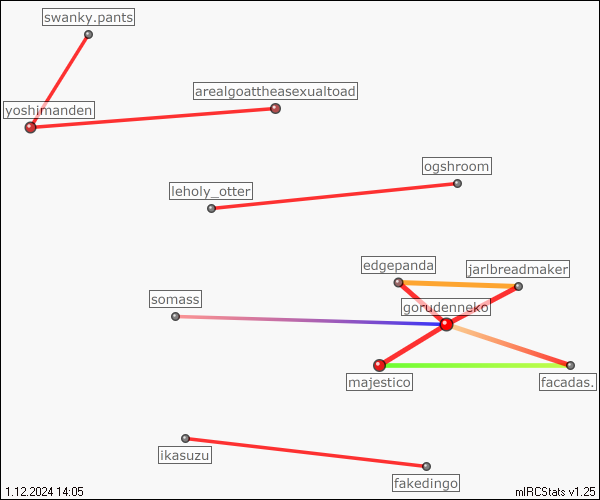 swanky.pants
arealgoattheasexualtoad
yoshimanden
ogshroom
leholy_otter
edgepanda
jarlbreadmaker
somass
gorudenneko
majestico
facadas.
ikasuzu
fakedingo
1.12.2024 14:05
mIRCStats v1.25